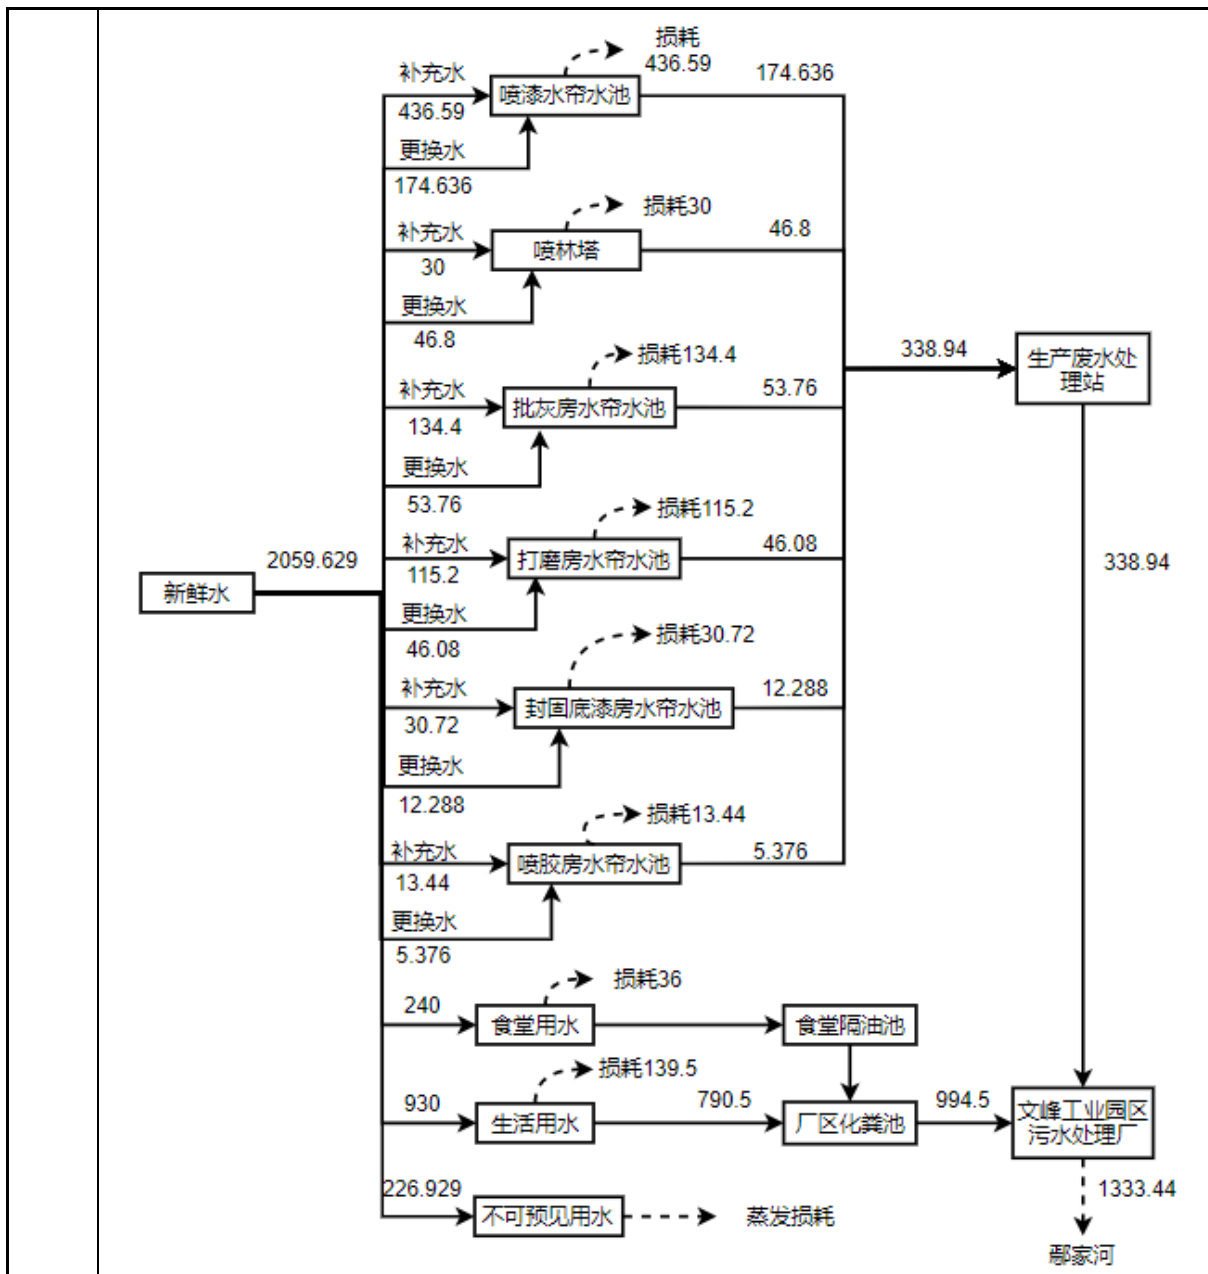 损耗
436.59
补充水
436.59
喷漆水帘水池
174.636
更换水
174.636
损耗30
补充水
30
喷林塔
46.8
更换水
46.8
损耗134.4
补充水
134.4
批灰房水帘水池
53.76
更换水
53.76
338.94
生产废水处
理站
损耗115.2
补充水
115.2
打磨房水帘水池
46.08
更换水
46.08
新鲜水
2059.629
338.94
损耗30.72
补充水
30.72
封固底漆房水帘水池
12.288
更换水
12.288
损耗13.44
补充水
13.44
喷胶房水帘水池
5.376
更换水
5.376
损耗36
240
食堂用水
食堂隔油池
损耗139.5
930
生活用水
790.5
厂区化粪池
994.5
文峰工业园区
污水处理厂
226.929
不可预见用水
蒸发损耗
1333.44
鄢家河